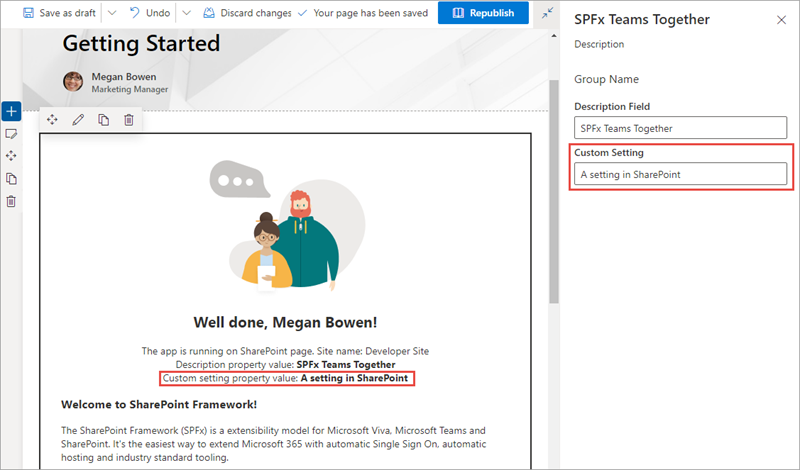 Save as draft
Undo
Discard changes
Your page has been saved
Republish
Getting Started
Megan Bowen
Marketing Manager
Well done, Megan Bowen!
The app is running on SharePoint page. Site name: Developer Site
Description property value: SPFx Teams Together
Custom setting property value: A setting in SharePoint
Welcome to SharePoint Framework!
The SharePoint Framework (SPFx) is a extensibility model for Microsoft Viva, Microsoft Teams and
SharePoint. It's the easiest way to extend Microsoft 365 with automatic Single Sign On, automatic
hosting and industry standard tooling.
SPFx Teams Together
Description
Group Name
Description Field
SPFx Teams Together
Custom Setting
A setting in SharePoint